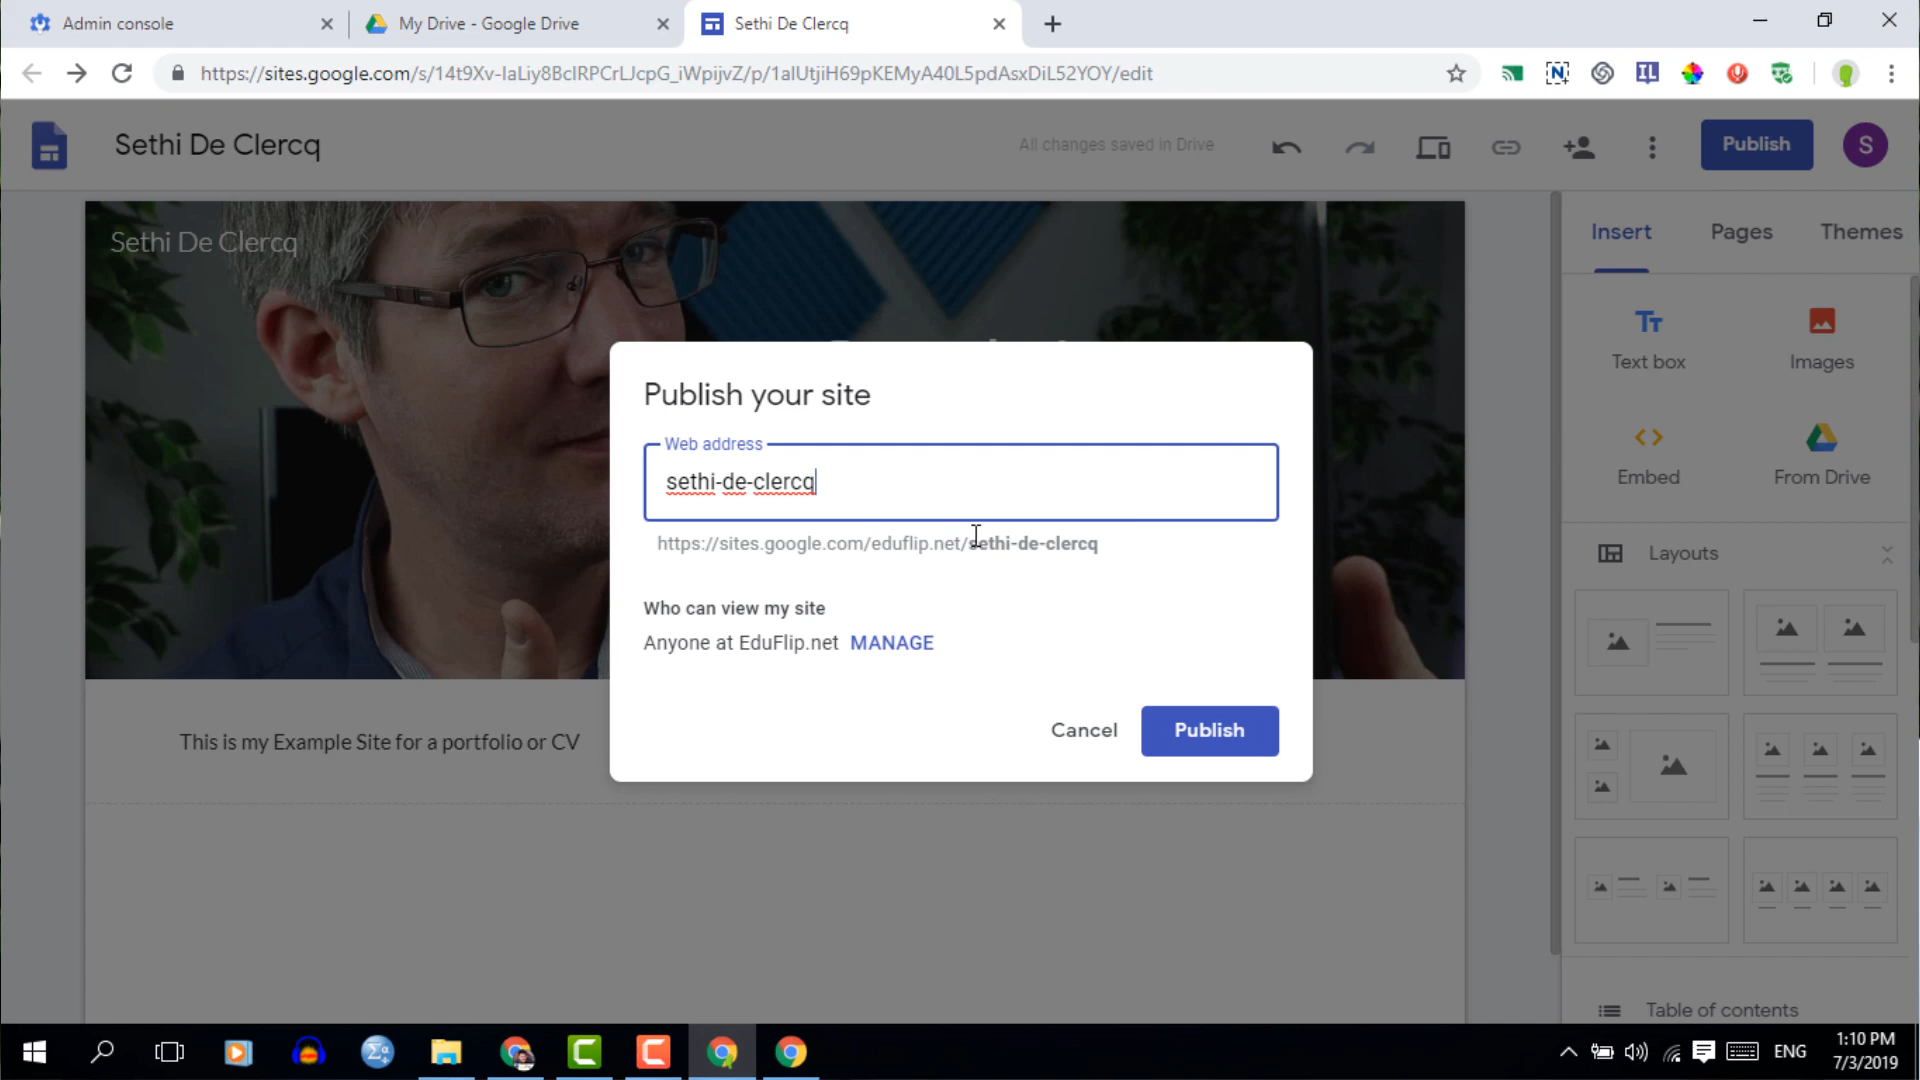 Admin console
My Drive - Google Drive
Sethi De Clercq
https://sites.google.com/s/14t9Xv-IaLiy8BcIRPCrLJcpG_iWpijvZ/p/1aIUtjiH69pKEMyA40L5pdAsxDiL52YOY/edit
Sethi De Clercq
All changes saved in Drive
Publish
S
Sethi De Clercq
Insert
Pages
Themes
Text box
Images
Embed
From Drive
Layouts
Table of contents
Publish your site
Web address
sethi-de-clercq
https://sites.google.com/eduflip.net/sethi-de-clercq
Who can view my site
Anyone at EduFlip.net MANAGE
Cancel
Publish
This is my Example Site for a portfolio or CV
ENG
1:10 PM
7/3/2019